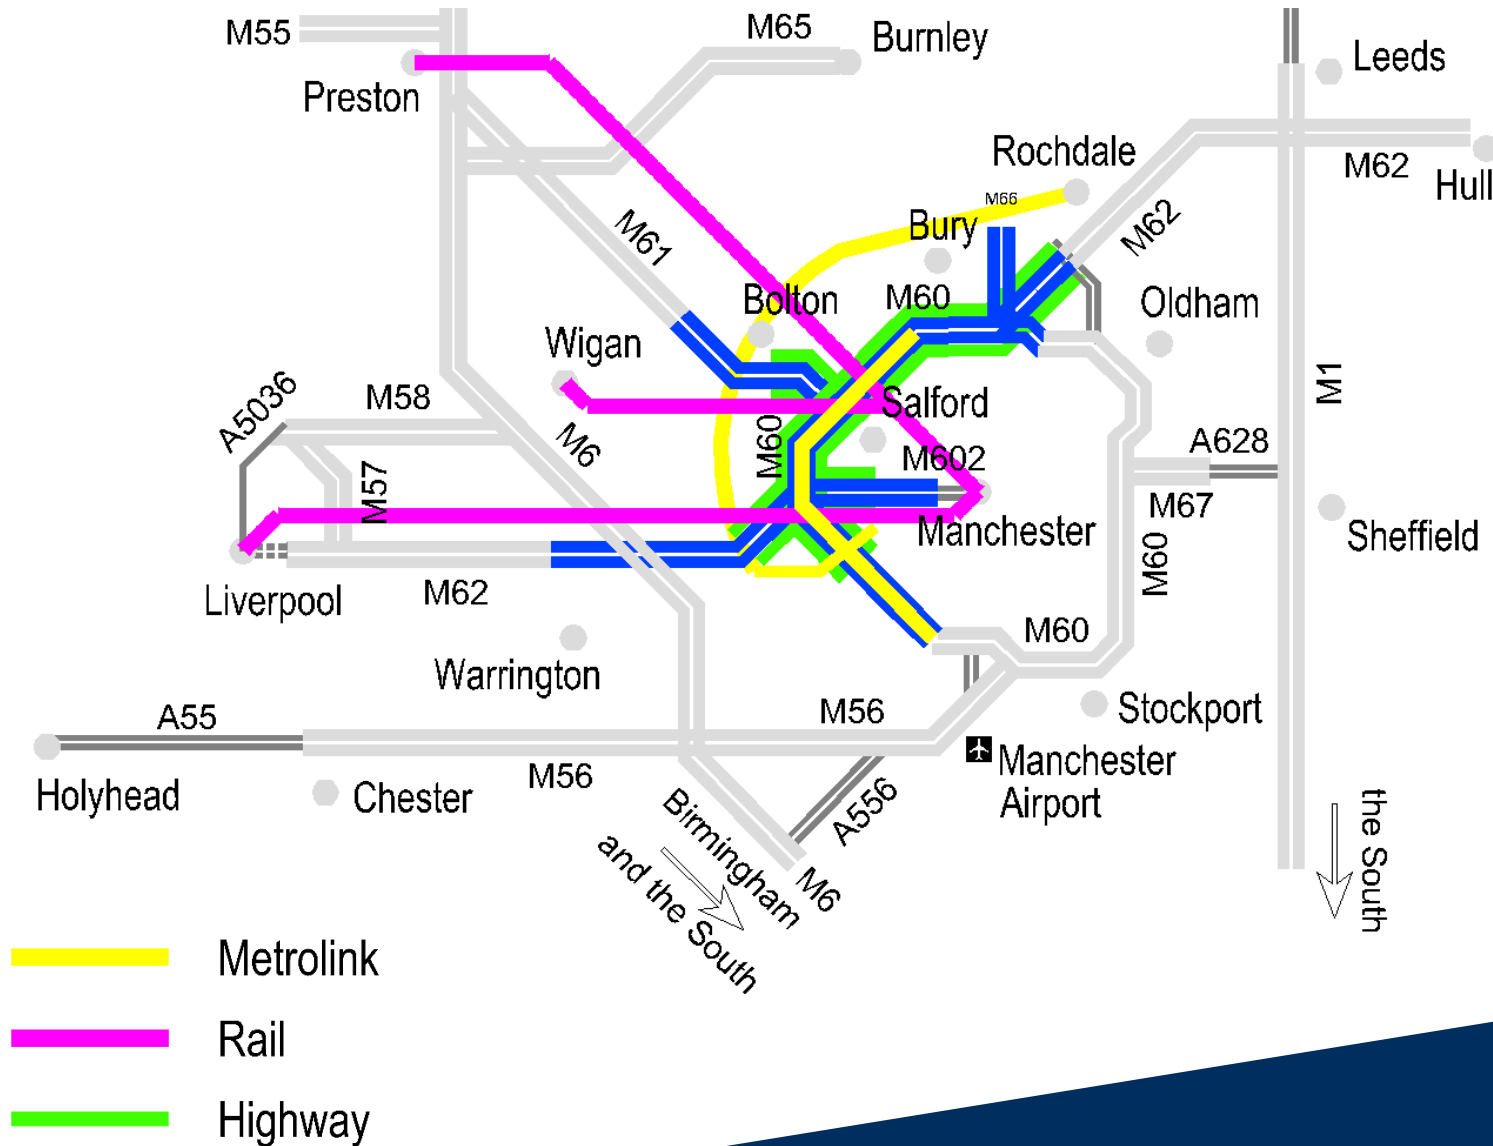 M55
M65
Burnley
Leeds
Preston
Rochdale
M62
Hull
M66
Bury
M62
M61
Bolton
M60
Oldham
Wigan
M1
A5036
M58
M6
M60
Salford
M602
A628
M57
M67
Manchester
Sheffield
Liverpool
M62
M60
M60
Warrington
A55
M56
Stockport
Holyhead
Chester
M56
Manchester
Airport
A556
Birmingham
and the South
M6
the South
Metrolink
Rail
Highway